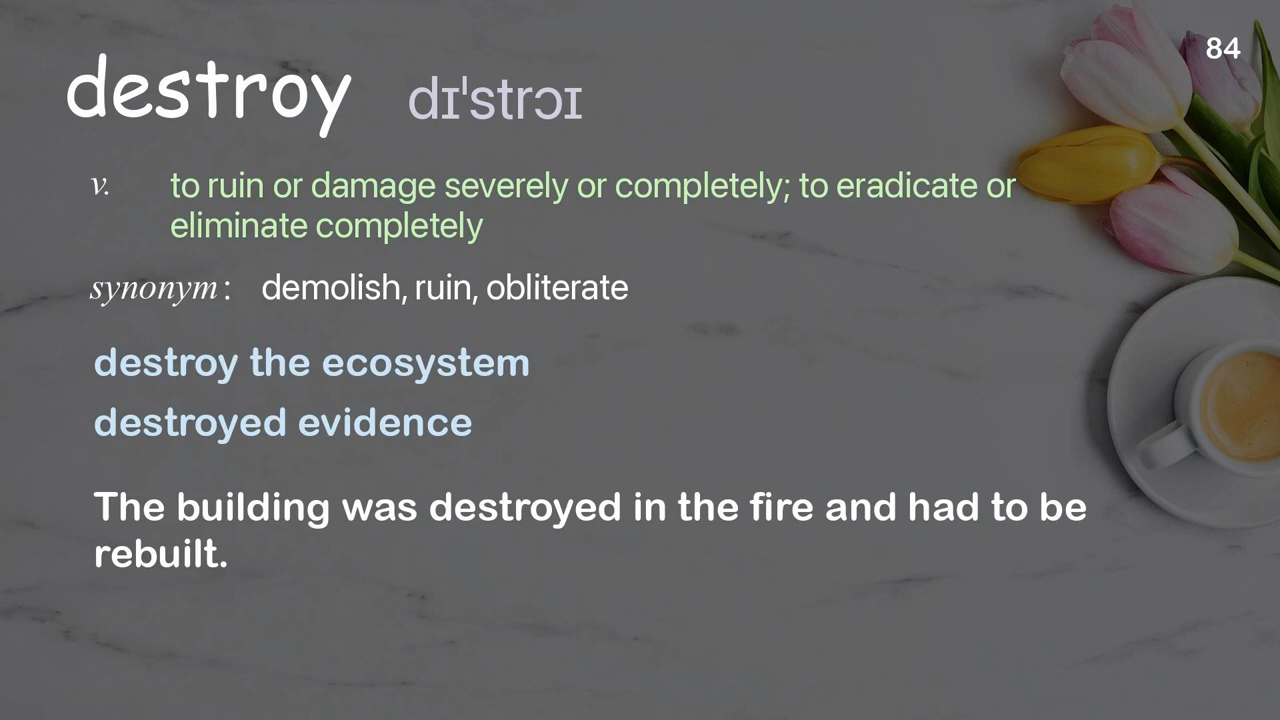 84
destroy dɪˈstrɔɪ
v. to ruin or damage severely or completely; to eradicate or
eliminate completely
synonym : demolish, ruin, obliterate
destroy the ecosystem
destroyed evidence
The building was destroyed in the fire and had to be
rebuilt.